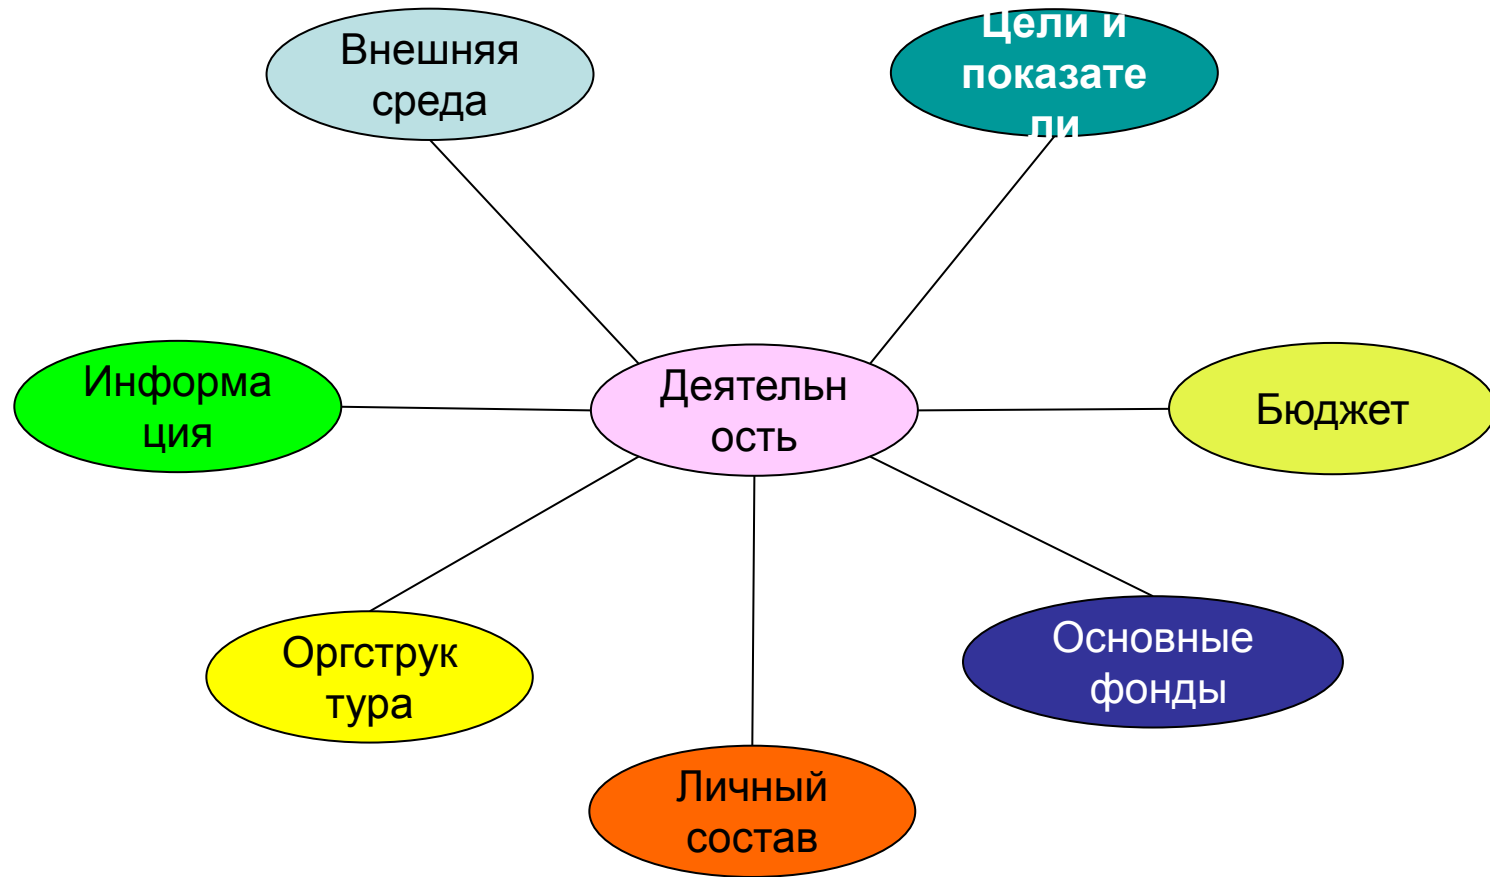 Внешняя
среда
Цели и
показате
ли
Информа
ция
Деятельн
ость
Бюджет
Оргструк
тура
Основные
фонды
Личный
состав